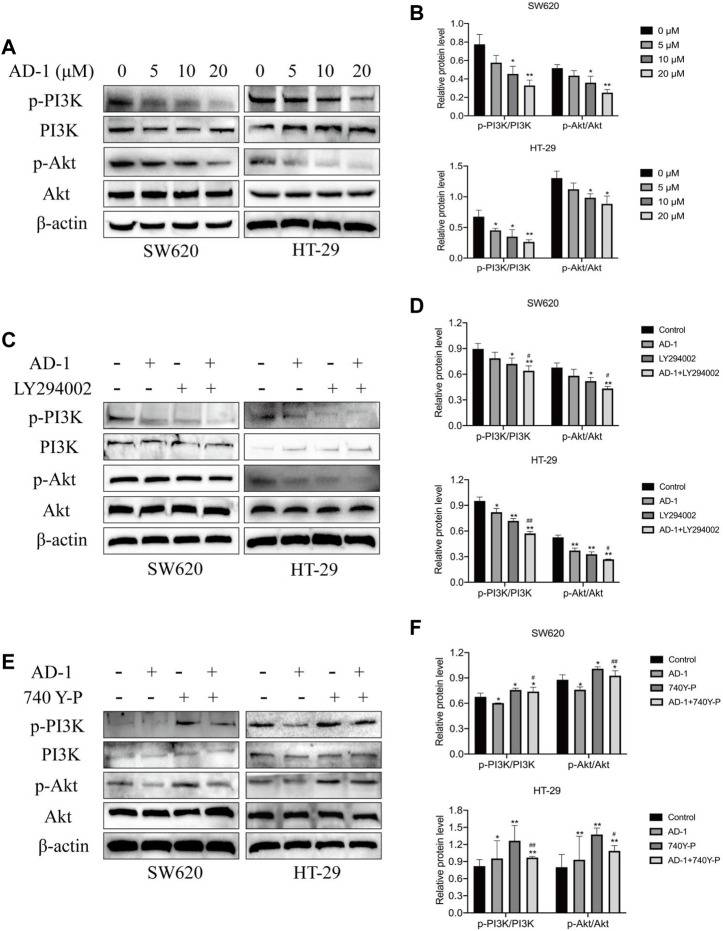 A
AD-1 (μM) 0 5 10 20 0 5 10 20
p-PI3K
PI3K
p-Akt
Akt
β-actin
SW620 HT-29
B
SW620
Relative protein level
1.0
0.8
0.6
0.4
0.2
0.0
* ** * **
p-PI3K/PI3K p-Akt/Akt
0 μM
5 μM
10 μM
20 μM
HT-29
Relative protein level
1.5
1.0
0.5
0.0
* * ** * *
p-PI3K/PI3K p-Akt/Akt
0 μM
5 μM
10 μM
20 μM
C
AD-1 - + - + - + - +
LY294002 - - + + - - + +
p-PI3K
PI3K
p-Akt
Akt
β-actin
SW620 HT-29
D
SW620
Relative protein level
1.2
0.9
0.6
0.3
0.0
# #
* ** * **
p-PI3K/PI3K p-Akt/Akt
Control
AD-1
LY294002
AD-1+LY294002
HT-29
Relative protein level
1.2
0.9
0.6
0.3
0.0
## #
* ** ** ** ** **
p-PI3K/PI3K p-Akt/Akt
Control
AD-1
LY294002
AD-1+LY294002
E
AD-1 - + - + - + - +
740 Y-P - - + + - - + +
p-PI3K
PI3K
p-Akt
Akt
β-actin
SW620 HT-29
F
SW620
Relative protein level
1.2
0.9
0.6
0.3
0.0
# ##
* * * * * *
p-PI3K/PI3K p-Akt/Akt
Control
AD-1
740Y-P
AD-1+740Y-P
HT-29
Relative protein level
1.8
1.5
1.2
0.9
0.6
0.3
0.0
## #
* ** ** ** ** **
p-PI3K/PI3K p-Akt/Akt
Control
AD-1
740Y-P
AD-1+740Y-P